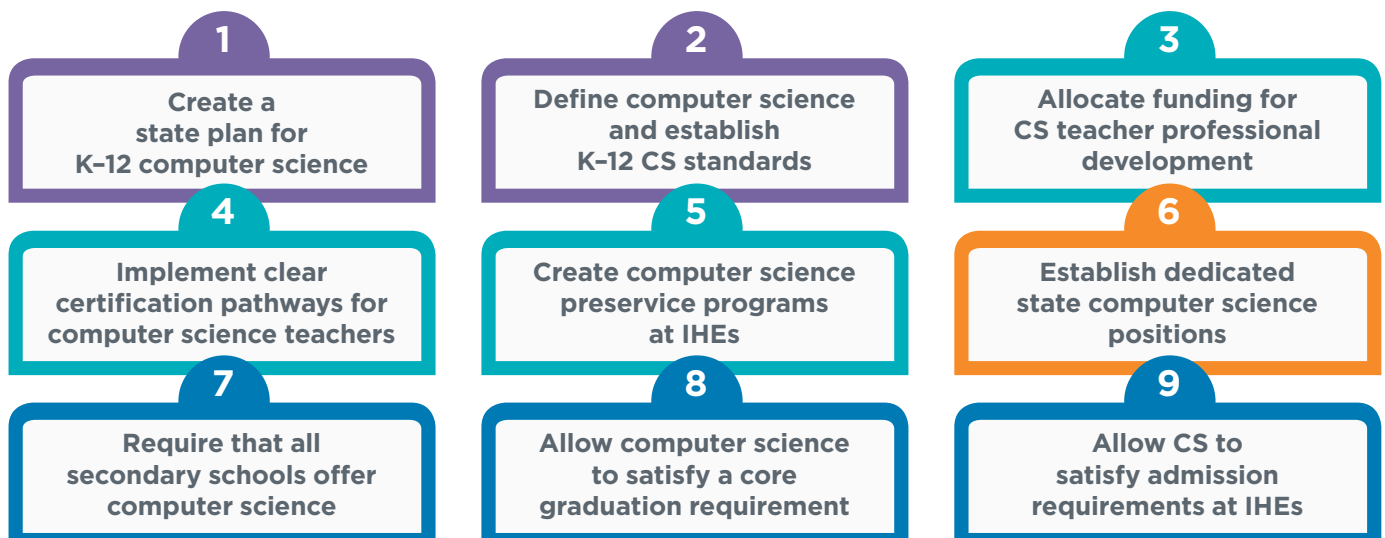 1
Create a
state plan for
K–12 computer science
2
Define computer science
and establish
K–12 CS standards
3
Allocate funding for
CS teacher professional
development
4
Implement clear
certification pathways for
computer science teachers
5
Create computer science
preservice programs
at IHEs
6
Establish dedicated
state computer science
positions
7
Require that all
secondary schools offer
computer science
8
Allow computer science
to satisfy a core
graduation requirement
9
Allow CS to
satisfy admission
requirements at IHEs